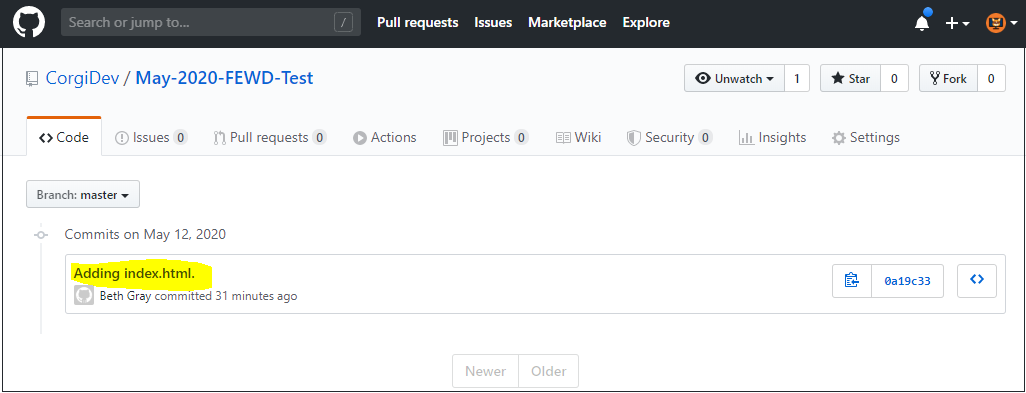 Search or jump to... / Pull requests Issues Marketplace Explore
CorgiDev / May-2020-FEWD-Test Unwatch 1 Star 0 Fork 0
Code Issues 0 Pull requests 0 Actions Projects 0 Wiki Security 0 Insights Settings
Branch: master
Commits on May 12, 2020
Adding index.html.
Beth Gray committed 31 minutes ago 0a19c33
Newer Older